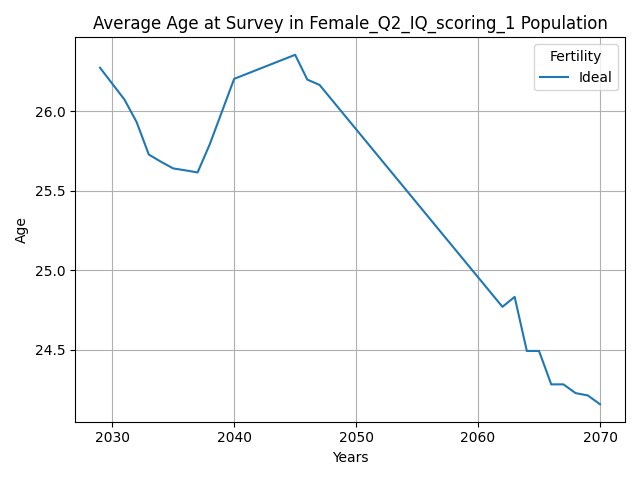 Average Age at Survey in Female_Q2_IQ_scoring_1 Population
Fertility
Ideal
26.0
25.5
25.0
24.5
Age
2030 2040 2050 2060 2070
Years